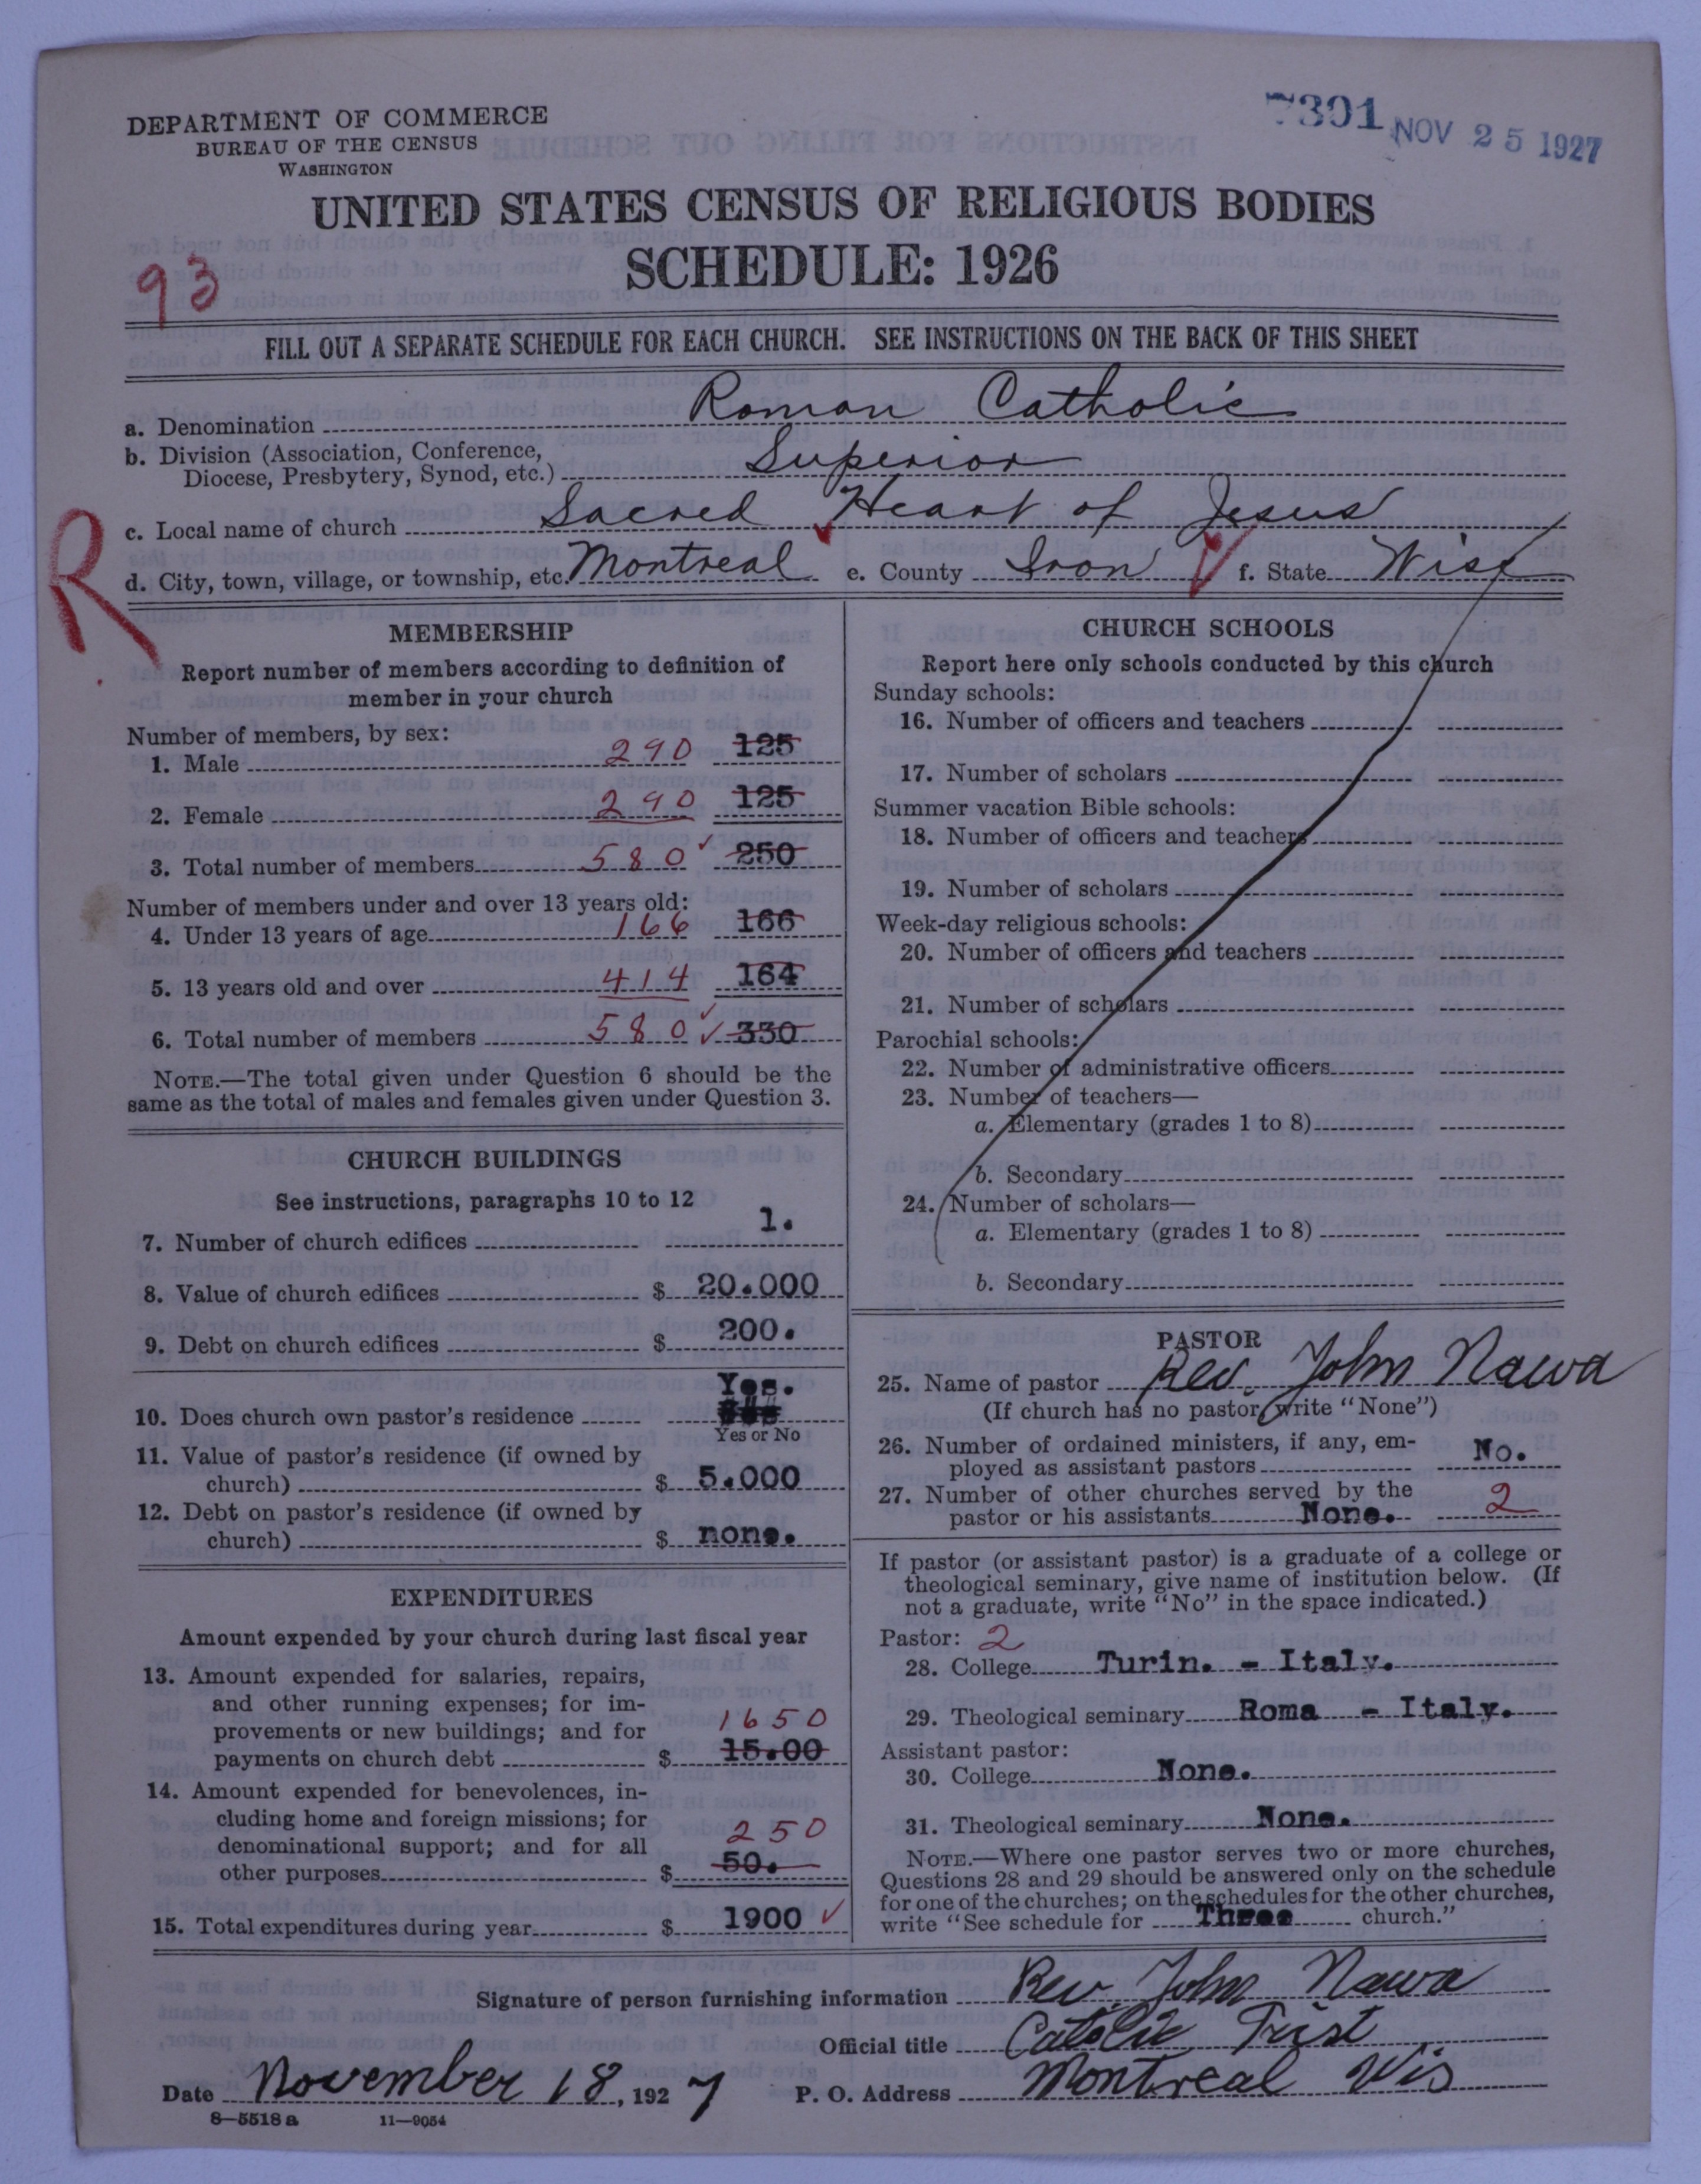 DEPARTMENT OF COMMERCE
BUREAU OF THE CENSUS
WASHINGTON
7301 NOV 25 1927
UNITED STATES CENSUS OF RELIGIOUS BODIES
SCHEDULE: 1926
93
FILL OUT A SEPARATE SCHEDULE FOR EACH CHURCH. SEE INSTRUCTIONS ON THE BACK OF THIS SHEET
a. Denomination Roman Catholic
b. Division (Association, Conference,
Diocese, Presbytery, Synod, etc.) Superior
c. Local name of church Sacred Heart of Jesus
R
d. City, town, village, or township, etc. Montreal e. County Iron f. State Wis
MEMBERSHIP
Report number of members according to definition of
member in your church
Number of members, by sex:
1. Male 290 125
2. Female 290 125
3. Total number of members 580 ✓ 250
Number of members under and over 13 years old:
4. Under 13 years of age 166 166
5. 13 years old and over 414 164
6. Total number of members 580 ✓ 330
NOTE.—The total given under Question 6 should be the
same as the total of males and females given under Question 3.
CHURCH BUILDINGS
See instructions, paragraphs 10 to 12
7. Number of church edifices 1.
8. Value of church edifices $ 20.000
9. Debt on church edifices $ 200.
10. Does church own pastor's residence Yes.
Yes or No
11. Value of pastor's residence (if owned by
church) $ 5.000
12. Debt on pastor's residence (if owned by
church) $ none.
EXPENDITURES
Amount expended by your church during last fiscal year
13. Amount expended for salaries, repairs,
and other running expenses; for im-
provements or new buildings; and for 1650
payments on church debt $ 15.00
14. Amount expended for benevolences, in-
cluding home and foreign missions; for
denominational support; and for all 250
other purposes $ 50.
15. Total expenditures during year $ 1900 ✓
CHURCH SCHOOLS
Report here only schools conducted by this church
Sunday schools:
16. Number of officers and teachers
17. Number of scholars
Summer vacation Bible schools:
18. Number of officers and teachers
19. Number of scholars
Week-day religious schools:
20. Number of officers and teachers
21. Number of scholars
Parochial schools:
22. Number of administrative officers
23. Number of teachers—
a. Elementary (grades 1 to 8)
b. Secondary
24. Number of scholars—
a. Elementary (grades 1 to 8)
b. Secondary
PASTOR
25. Name of pastor Rev. John Nawa
(If church has no pastor, write "None")
26. Number of ordained ministers, if any, em-
ployed as assistant pastors No.
27. Number of other churches served by the
pastor or his assistants None. 2
If pastor (or assistant pastor) is a graduate of a college or
theological seminary, give name of institution below. (If
not a graduate, write "No" in the space indicated.)
Pastor: 2
28. College Turin. - Italy.
29. Theological seminary Roma - Italy.
Assistant pastor:
30. College None.
31. Theological seminary None.
NOTE.—Where one pastor serves two or more churches,
Questions 28 and 29 should be answered only on the schedule
for one of the churches; on the schedules for the other churches,
write "See schedule for Three church."
Signature of person furnishing information Rev. John Nawa
Official title Catolic Prist
Date November 18, 1927 P. O. Address Montreal Wis
8—5518 a 11—9054